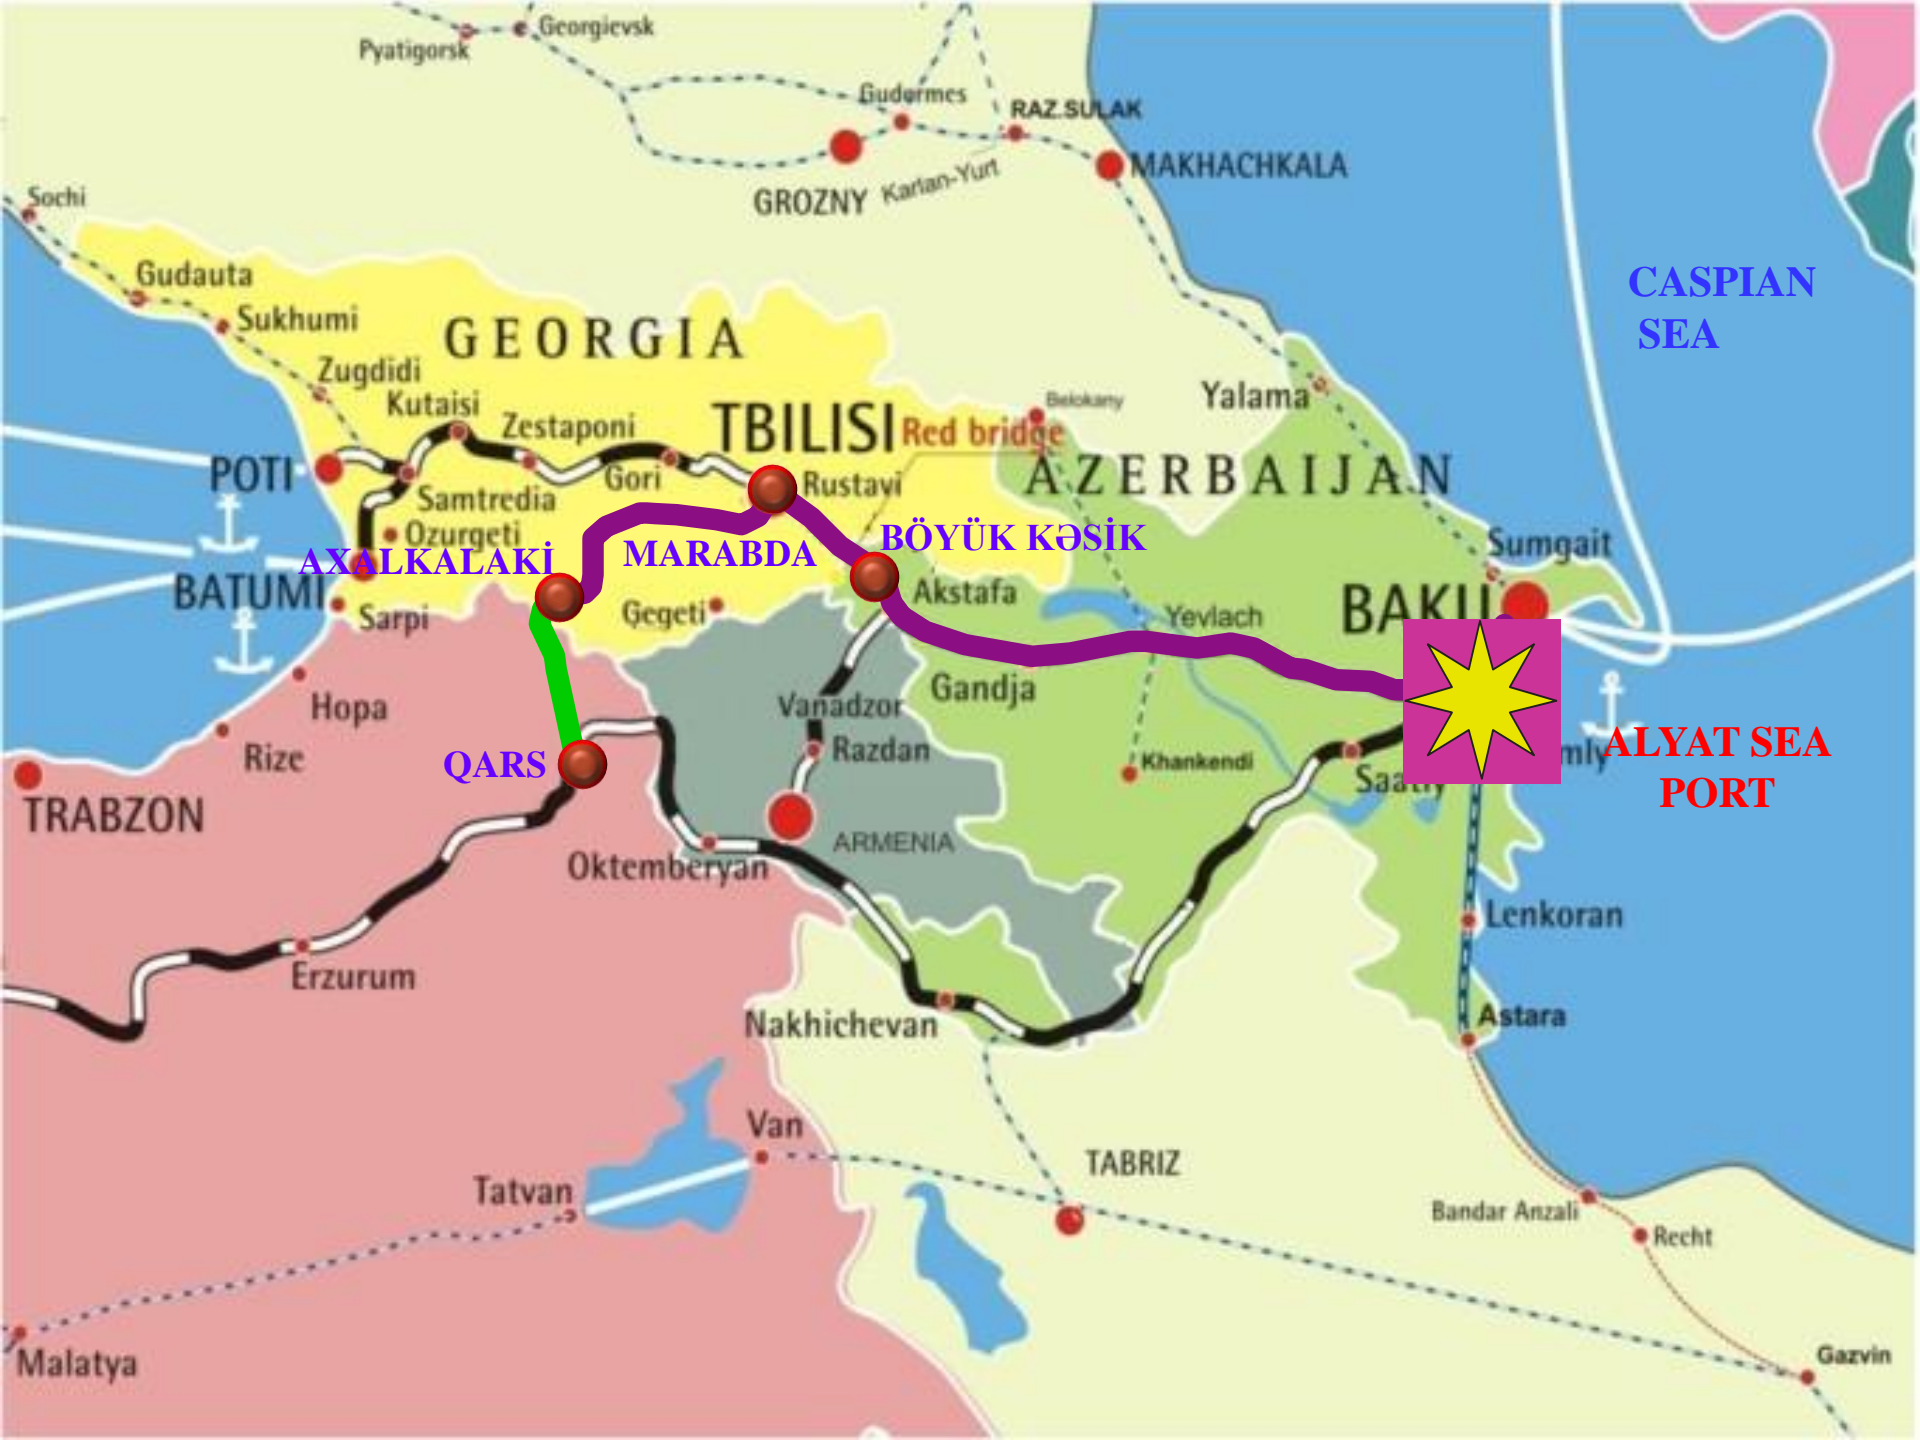 Georgievsk
Pyatigorsk
Gudermes
RAZ.SULAK
MAKHACHKALA
GROZNY
Karlan-Yurt
Sochi
Gudauta
Sukhumi
GEORGIA
CASPIAN
SEA
Zugdidi
Kutaisi
Zestaponi
TBILISI
Red bridge
Belokany
Yalama
POTI
Samtredia
Gori
Rustavi
AZERBAIJAN
Ozurgeti
AXALKALAKİ
MARABDA
BÖYÜK KƏSİK
Sumgait
BATUMI
Sarpi
Gegeti
Akstafa
Yevlach
BAKU
Hopa
Vanadzor
Gandja
Rize
QARS
Razdan
Khankendi
Saatly
mly
ALYAT SEA
PORT
TRABZON
Oktemberyan
ARMENIA
Lenkoran
Erzurum
Nakhichevan
Astara
Van
TABRIZ
Tatvan
Bandar Anzali
Recht
Malatya
Gazvin